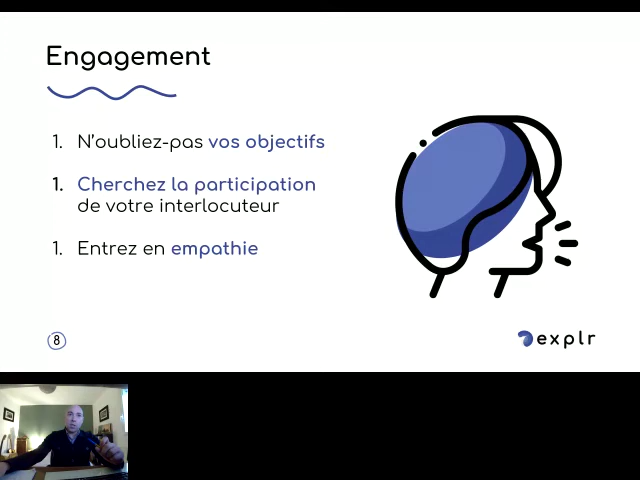 Engagement
1. N'oubliez-pas vos objectifs
1. Cherchez la participation
de votre interlocuteur
1. Entrez en empathie
8
explr